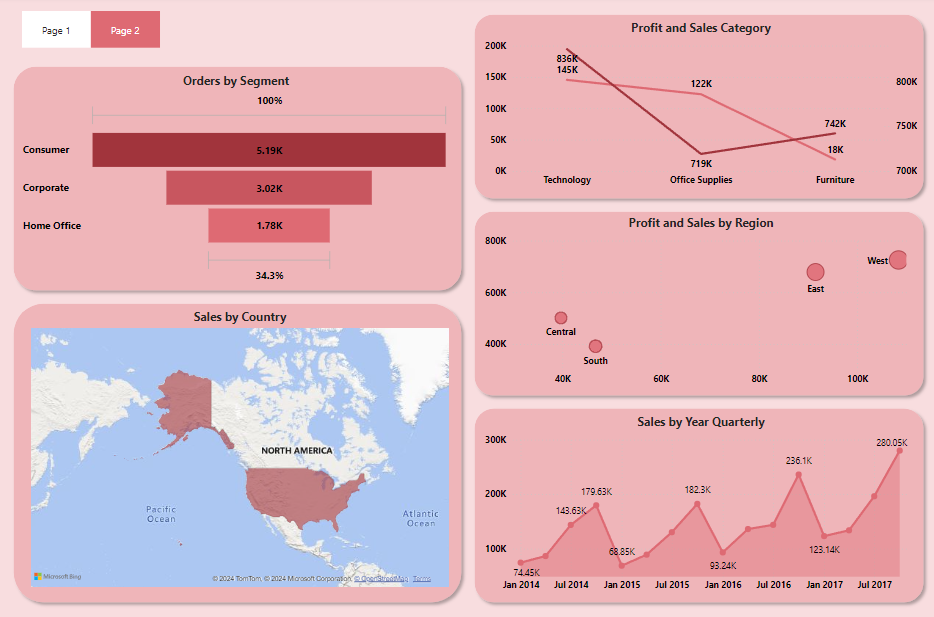 Page 1
Page 2
Orders by Segment
100%
Consumer
5.19K
Corporate
3.02K
Home Office
1.78K
34.3%
Sales by Country
NORTH AMERICA
Pacific
Ocean
Atlantic
Ocean
Microsoft Bing
© 2024 TomTom, © 2024 Microsoft Corporation, © OpenStreetMap Terms
Profit and Sales Category
200K
150K
100K
50K
0K
836K
145K
122K
719K
742K
18K
800K
750K
700K
Technology
Office Supplies
Furniture
Profit and Sales by Region
800K
600K
400K
Central
South
East
West
40K
60K
80K
100K
Sales by Year Quarterly
300K
200K
100K
74.45K
143.63K
179.63K
68.85K
182.3K
93.24K
236.1K
123.14K
280.05K
Jan 2014
Jul 2014
Jan 2015
Jul 2015
Jan 2016
Jul 2016
Jan 2017
Jul 2017